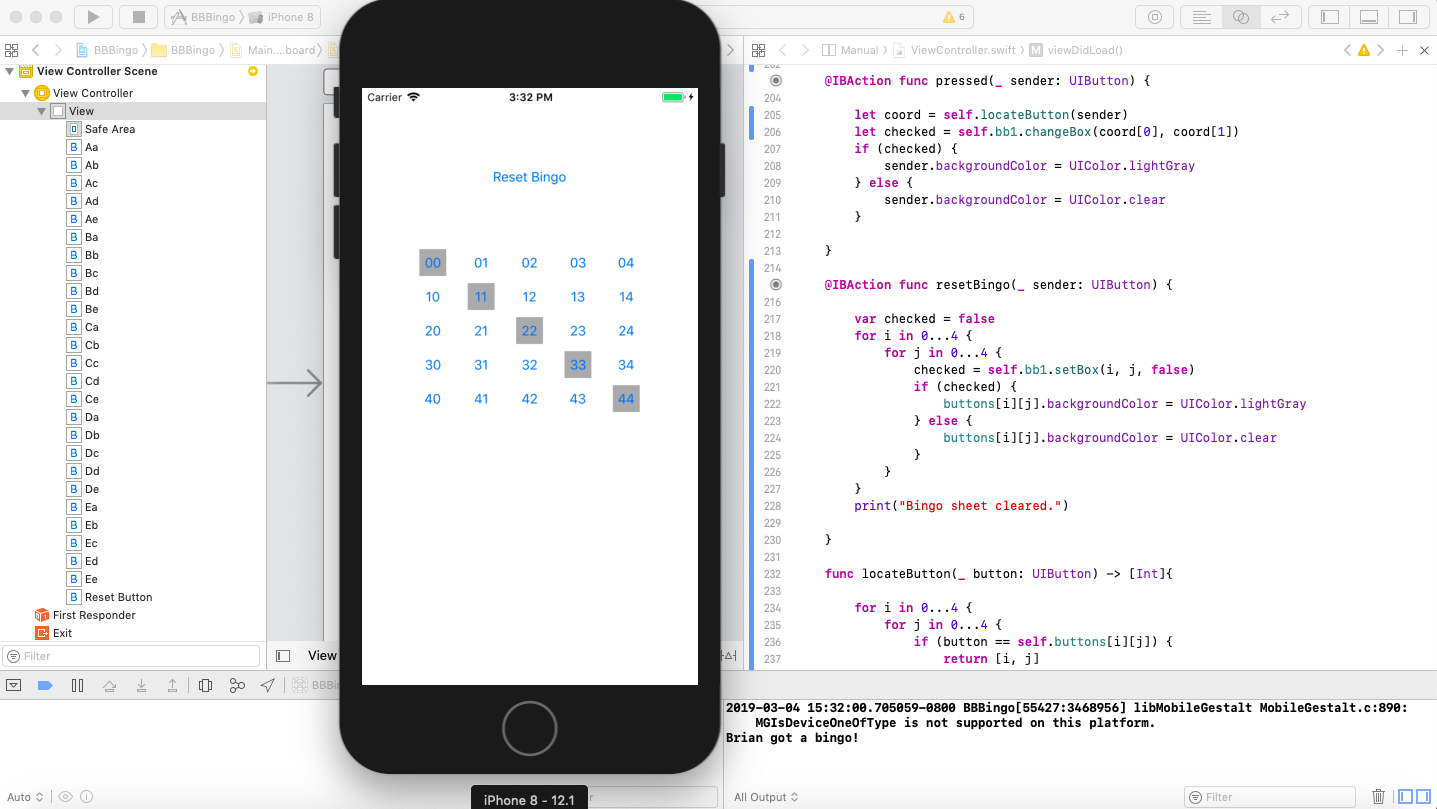 BBBingo iPhone 8
6
BBBingo BBBingo Main....board
Manual ViewController.swift viewDidLoad()
View Controller Scene
View Controller
View
Safe Area
Aa
Ab
Ac
Ad
Ae
Ba
Bb
Bc
Bd
Be
Ca
Cb
Cc
Cd
Ce
Da
Db
Dc
Dd
De
Ea
Eb
Ec
Ed
Ee
Reset Button
First Responder
Exit
Filter
View
Carrier 3:32 PM
Reset Bingo
00 01 02 03 04
10 11 12 13 14
20 21 22 23 24
30 31 32 33 34
40 41 42 43 44
iPhone 8 - 12.1
@IBAction func pressed(_ sender: UIButton) {
204
205 let coord = self.locateButton(sender)
206 let checked = self.bb1.changeBox(coord[0], coord[1])
207 if (checked) {
208 sender.backgroundColor = UIColor.lightGray
209 } else {
210 sender.backgroundColor = UIColor.clear
211 }
212
213 }
214
@IBAction func resetBingo(_ sender: UIButton) {
216
217 var checked = false
218 for i in 0...4 {
219 for j in 0...4 {
220 checked = self.bb1.setBox(i, j, false)
221 if (checked) {
222 buttons[i][j].backgroundColor = UIColor.lightGray
223 } else {
224 buttons[i][j].backgroundColor = UIColor.clear
225 }
226 }
227 }
228 print("Bingo sheet cleared.")
229
230 }
231
232 func locateButton(_ button: UIButton) -> [Int]{
233
234 for i in 0...4 {
235 for j in 0...4 {
236 if (button == self.buttons[i][j]) {
237 return [i, j]
2019-03-04 15:32:00.705059-0800 BBBingo[55427:3468956] libMobileGestalt MobileGestalt.c:890:
MGIsDeviceOneOfType is not supported on this platform.
Brian got a bingo!
Auto
All Output
Filter